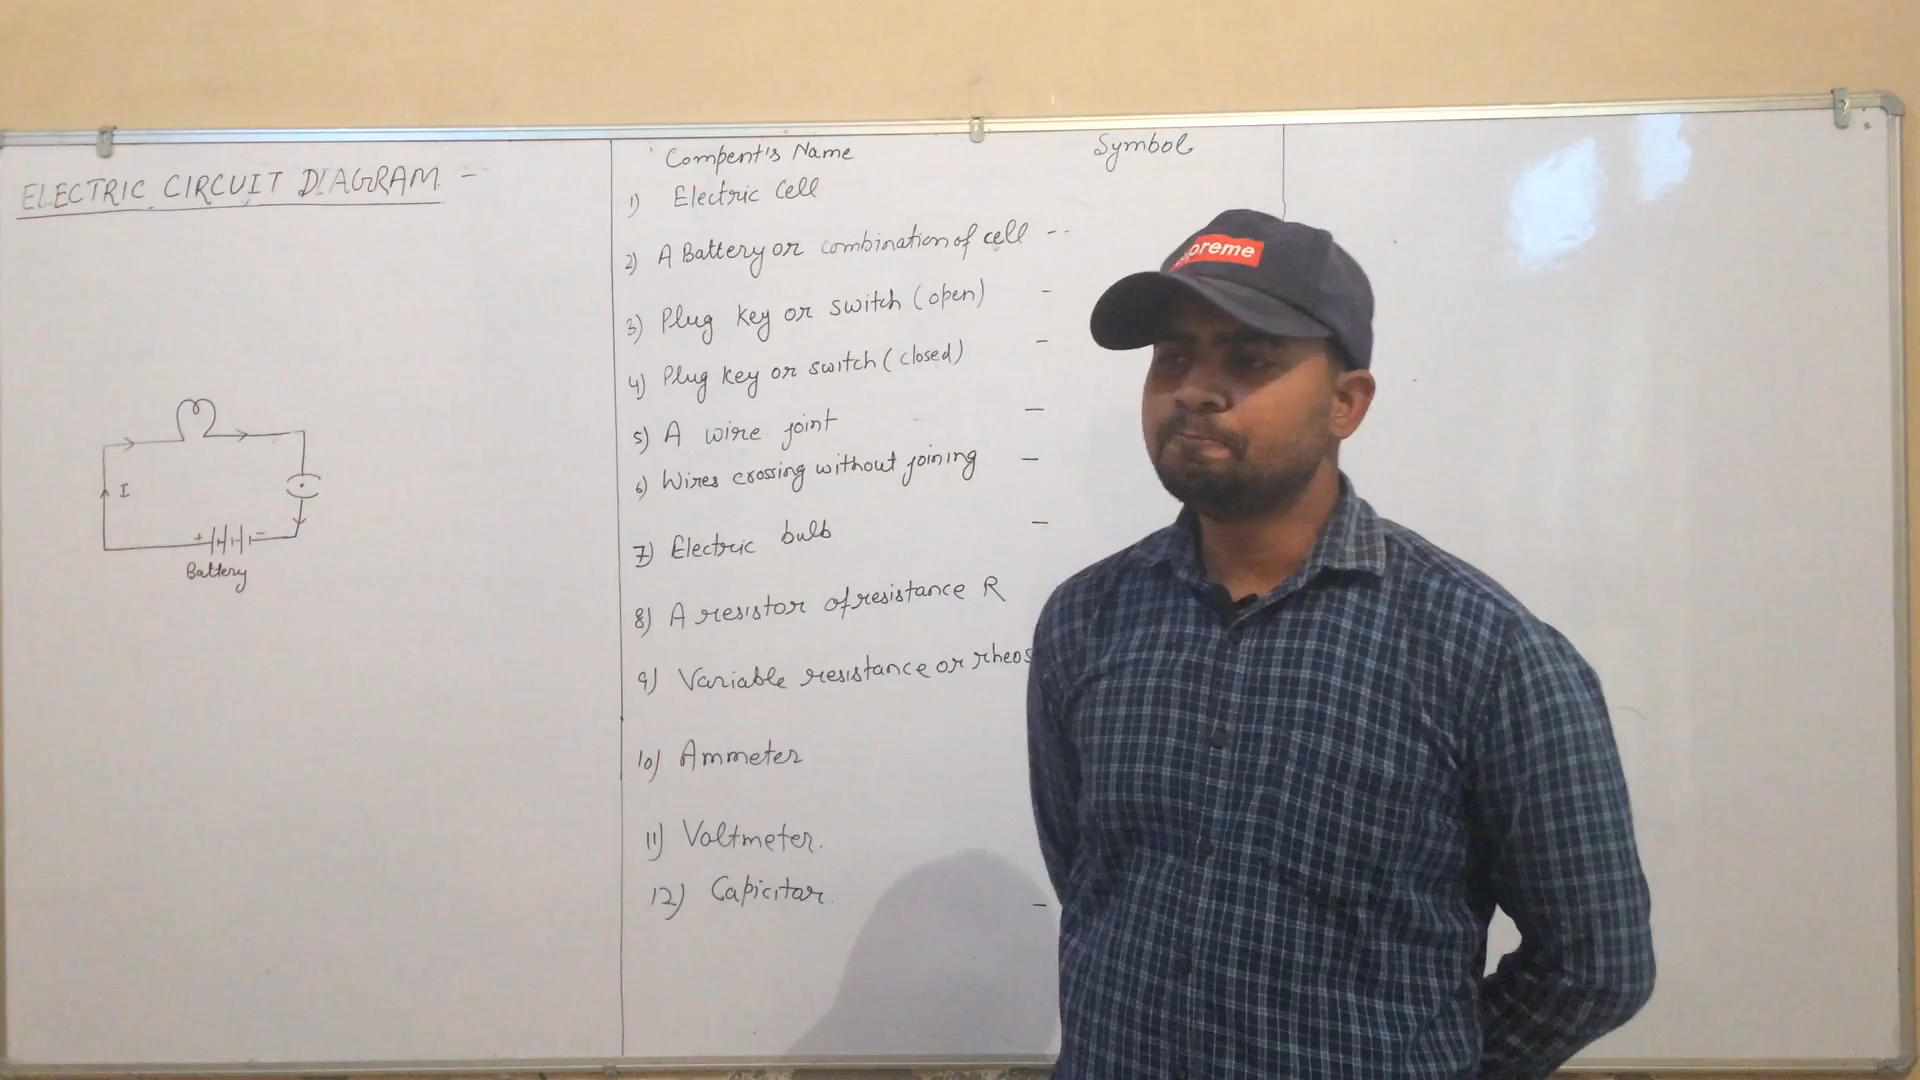 ELECTRIC CIRCUIT DIAGRAM -
I
+ -
Battery
Compent's Name
Symbol
1) Electric Cell
2) A Battery or combination of cell --
3) Plug key or switch (open) -
4) Plug key or switch (closed) -
5) A wire joint -
6) Wires crossing without joining -
7) Electric bulb -
8) A resistor of resistance R
9) Variable resistance or rheos
10) Ammeter
11) Voltmeter.
12) Capicitar. -
preme